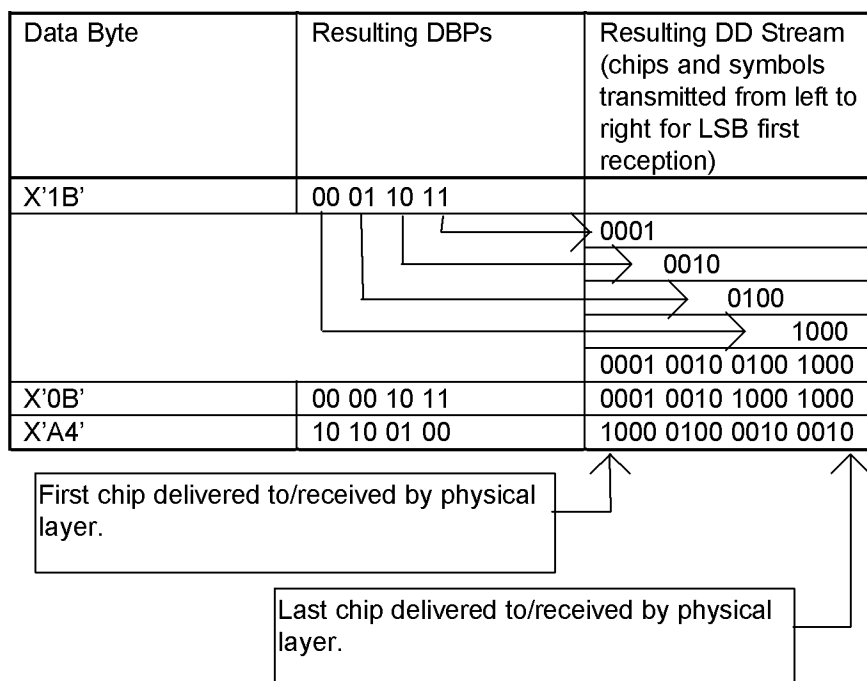 Data Byte Resulting DBPs Resulting DD Stream
(chips and symbols
transmitted from left to
right for LSB first
reception)
X'1B' 00 01 10 11
0001
0010
0100
1000
0001 0010 0100 1000
X'0B' 00 00 10 11 0001 0010 1000 1000
X'A4' 10 10 01 00 1000 0100 0010 0010
First chip delivered to/received by physical
layer.
Last chip delivered to/received by physical
layer.